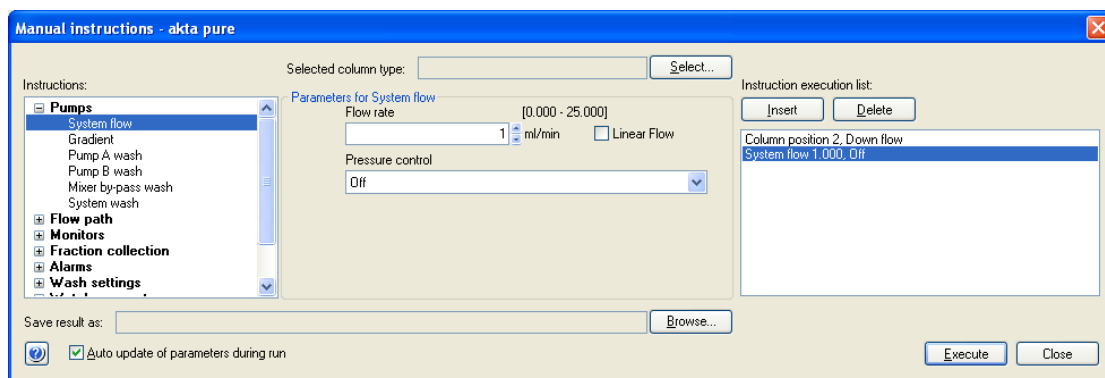 Manual instructions - akta pure
Selected column type:
Select...
Instructions:
Pumps
System flow
Gradient
Pump A wash
Pump B wash
Mixer by-pass wash
System wash
Flow path
Monitors
Fraction collection
Alarms
Wash settings
Parameters for System flow
Flow rate [0.000 - 25.000]
1 ml/min Linear Flow
Pressure control
Off
Instruction execution list:
Insert Delete
Column position 2, Down flow
System flow 1.000, Off
Save result as:
Browse...
Auto update of parameters during run
Execute Close